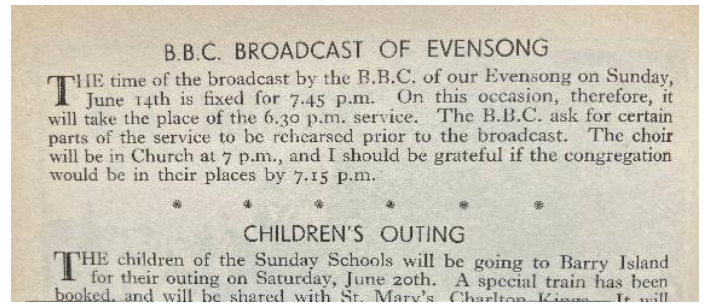 B.B.C. BROADCAST OF EVENSONG
THE time of the broadcast by the B.B.C. of our Evensong on Sunday,
June 14th is fixed for 7.45 p.m. On this occasion, therefore, it
will take the place of the 6.30 p.m. service. The B.B.C. ask for certain
parts of the service to be rehearsed prior to the broadcast. The choir
will be in Church at 7 p.m., and I should be grateful if the congregation
would be in their places by 7.15 p.m.
* * * * * *
CHILDREN'S OUTING
THE children of the Sunday Schools will be going to Barry Island
for their outing on Saturday, June 20th. A special train has been
booked, and will be shared with St. Mary's Charlton Kings. It will